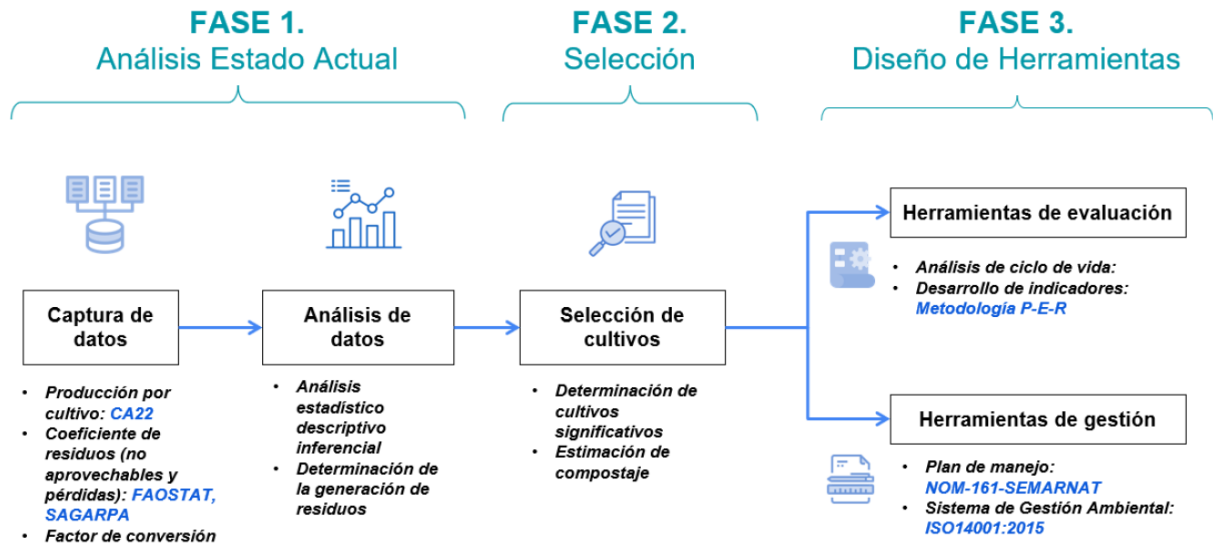 FASE 1.
Análisis Estado Actual
FASE 2.
Selección
FASE 3.
Diseño de Herramientas
Captura de
datos
• Producción por
cultivo: CA22
• Coeficiente de
residuos (no
aprovechables y
pérdidas): FAOSTAT,
SAGARPA
• Factor de conversión
Análisis de
datos
• Análisis
estadístico
descriptivo
inferencial
• Determinación de
la generación de
residuos
Selección de
cultivos
• Determinación de
cultivos
significativos
• Estimación de
compostaje
Herramientas de evaluación
• Análisis de ciclo de vida:
• Desarrollo de indicadores:
Metodología P-E-R
Herramientas de gestión
• Plan de manejo:
NOM-161-SEMARNAT
• Sistema de Gestión Ambiental:
ISO14001:2015